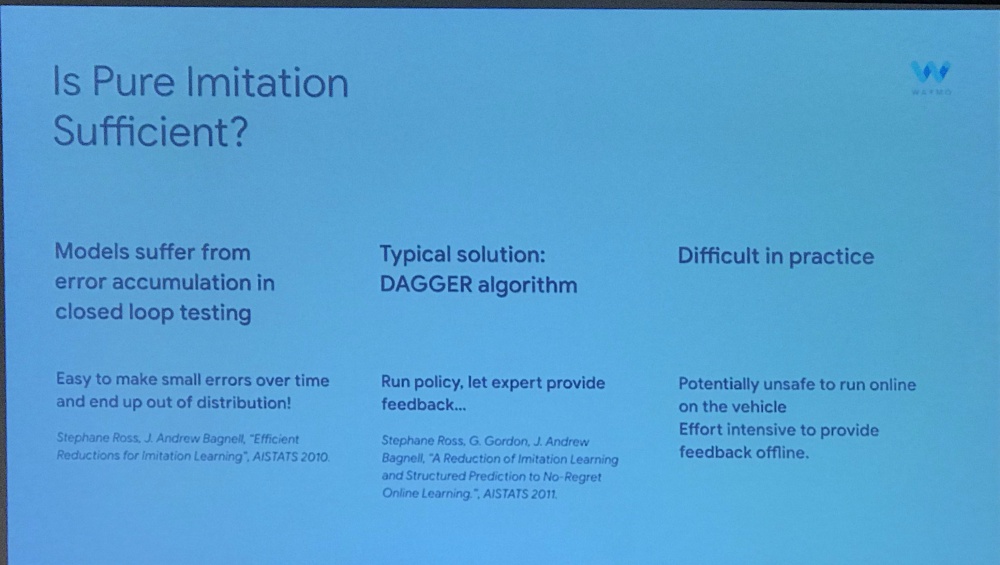 Is Pure Imitation
Sufficient?
WAYMO
Models suffer from
error accumulation in
closed loop testing
Easy to make small errors over time
and end up out of distribution!
Stephane Ross, J. Andrew Bagnell, "Efficient
Reductions for Imitation Learning", AISTATS 2010.
Typical solution:
DAGGER algorithm
Run policy, let expert provide
feedback...
Stephane Ross, G. Gordon, J. Andrew
Bagnell, "A Reduction of Imitation Learning
and Structured Prediction to No-Regret
Online Learning.", AISTATS 2011.
Difficult in practice
Potentially unsafe to run online
on the vehicle
Effort intensive to provide
feedback offline.